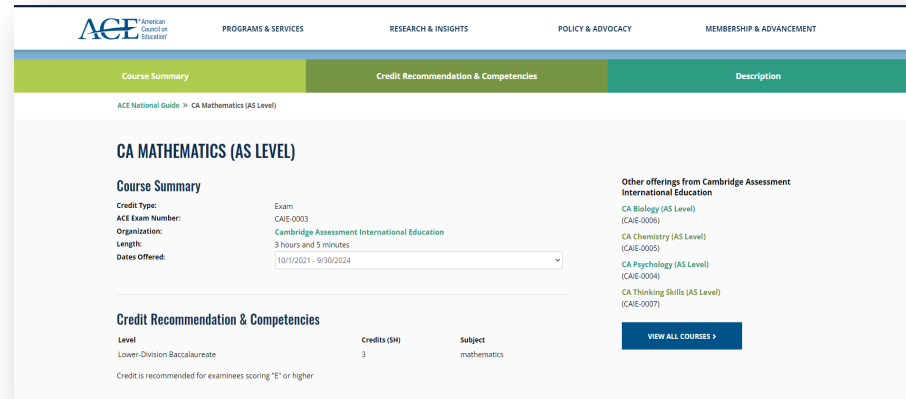 ACE American
Council on
Education®
PROGRAMS & SERVICES
RESEARCH & INSIGHTS
POLICY & ADVOCACY
MEMBERSHIP & ADVANCEMENT
Course Summary
Credit Recommendation & Competencies
Description
ACE National Guide » CA Mathematics (AS Level)
CA MATHEMATICS (AS LEVEL)
Course Summary
Credit Type: Exam
ACE Exam Number: CAIE-0003
Organization: Cambridge Assessment International Education
Length: 3 hours and 5 minutes
Dates Offered: 10/1/2021 - 9/30/2024
Credit Recommendation & Competencies
Level Credits (SH) Subject
Lower-Division Baccalaureate 3 mathematics
Credit is recommended for examinees scoring "E" or higher
Other offerings from Cambridge Assessment
International Education
CA Biology (AS Level)
(CAIE-0006)
CA Chemistry (AS Level)
(CAIE-0005)
CA Psychology (AS Level)
(CAIE-0004)
CA Thinking Skills (AS Level)
(CAIE-0007)
VIEW ALL COURSES >